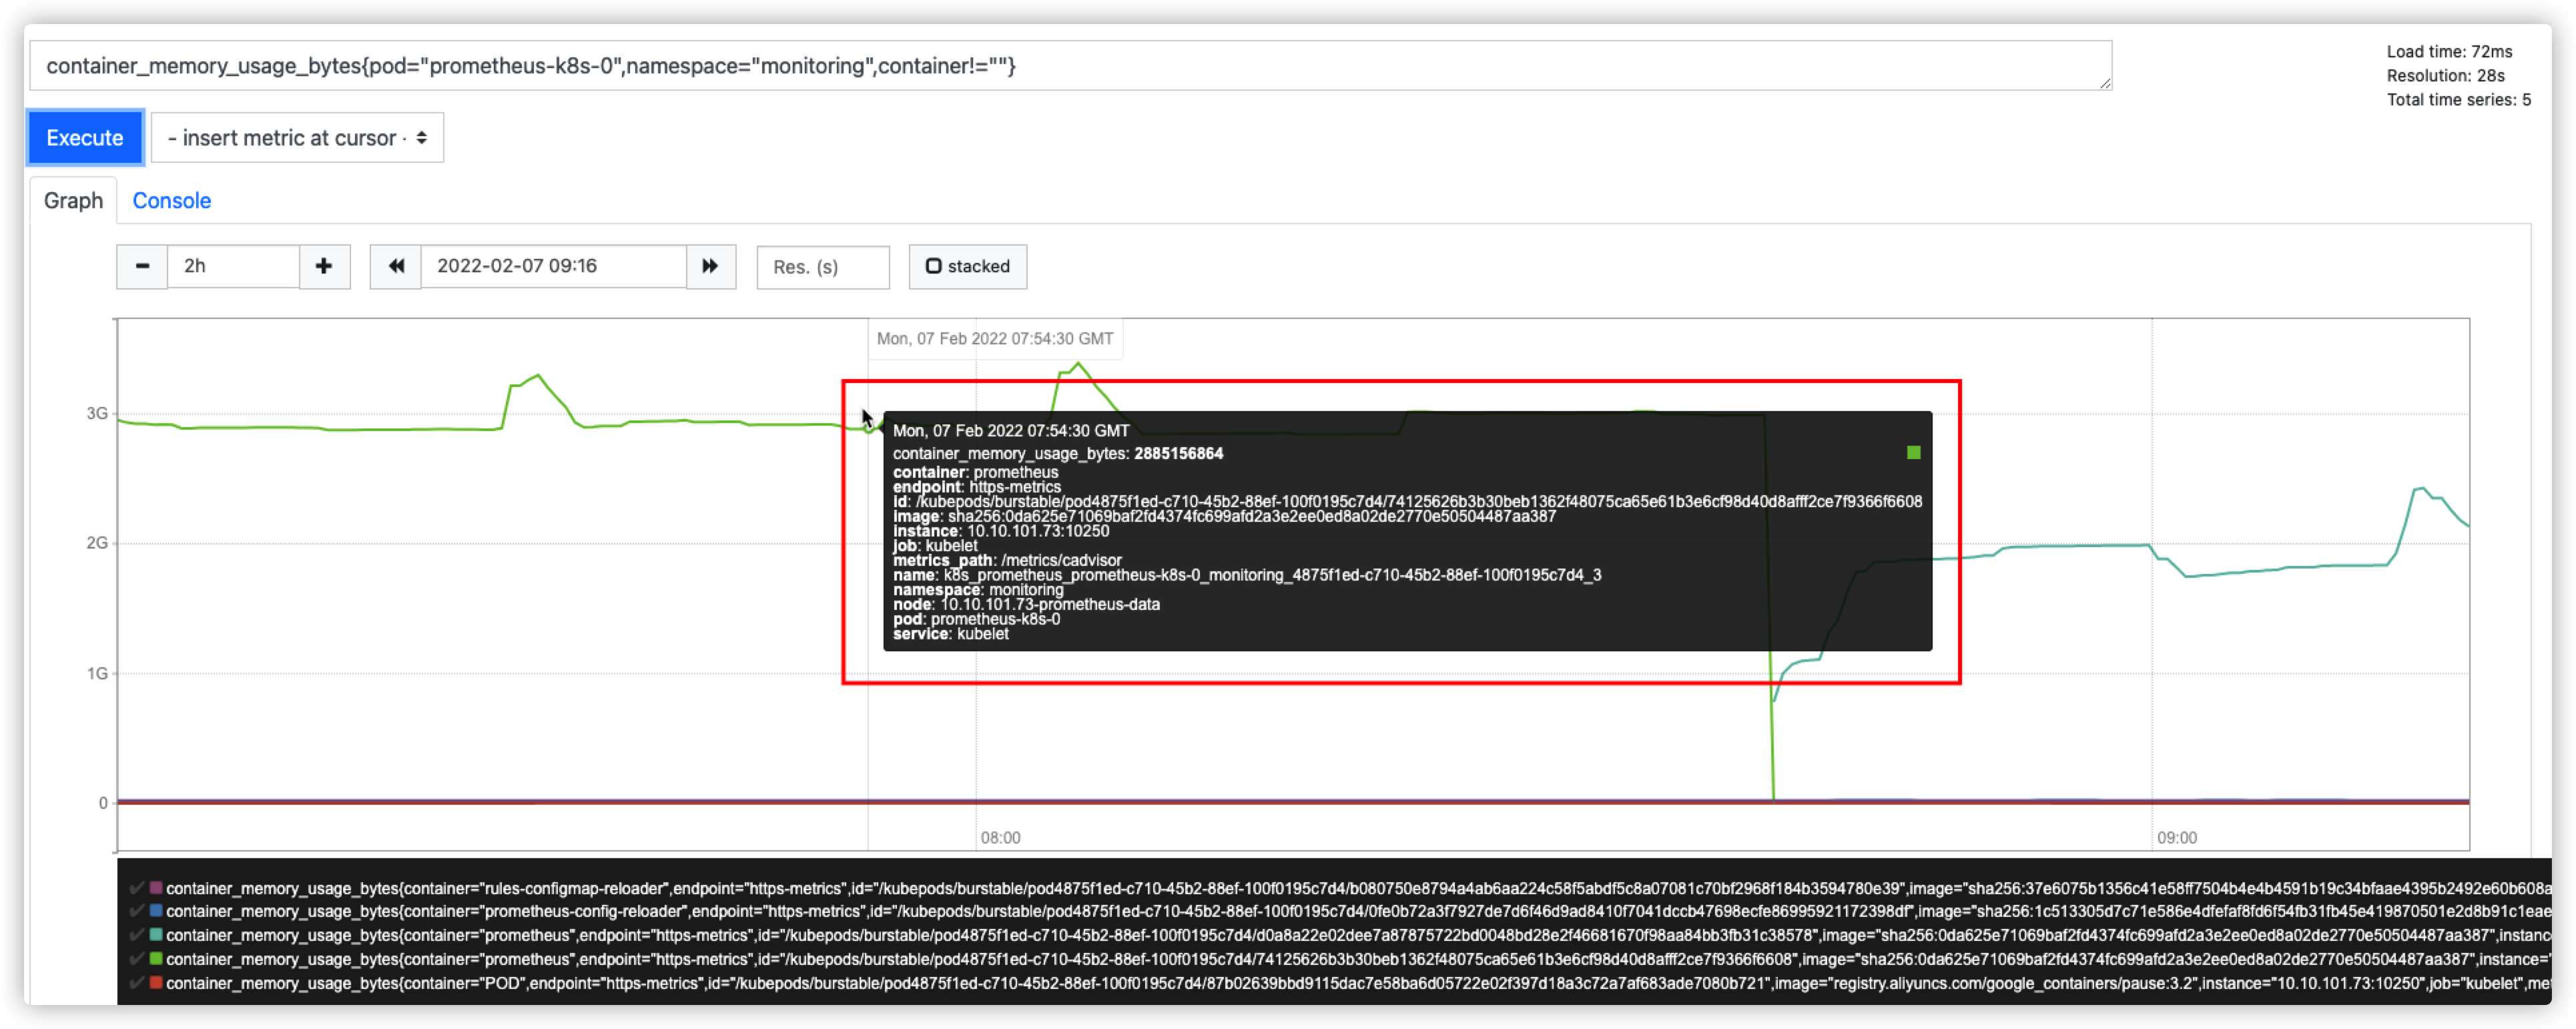 container_memory_usage_bytes{pod="prometheus-k8s-0",namespace="monitoring",container!=""}
Load time: 72ms
Resolution: 28s
Total time series: 5
Execute
- insert metric at cursor -
Graph
Console
2h
2022-02-07 09:16
Res. (s)
stacked
Mon, 07 Feb 2022 07:54:30 GMT
3G
2G
1G
0
Mon, 07 Feb 2022 07:54:30 GMT
container_memory_usage_bytes: 2885156864
container: prometheus
endpoint: https-metrics
id: /kubepods/burstable/pod4875f1ed-c710-45b2-88ef-100f0195c7d4/74125626b3b30beb1362f48075ca65e61b3e6cf98d40d8afff2ce7f9366f6608
image: sha256:0da625e71069baf2fd4374fc699afd2a3e2ee0ed8a02de2770e50504487aa387
instance: 10.10.101.73:10250
job: kubelet
metrics_path: /metrics/cadvisor
name: k8s_prometheus_prometheus-k8s-0_monitoring_4875f1ed-c710-45b2-88ef-100f0195c7d4_3
namespace: monitoring
node: 10.10.101.73-prometheus-data
pod: prometheus-k8s-0
service: kubelet
08:00
09:00
container_memory_usage_bytes{container="rules-configmap-reloader",endpoint="https-metrics",id="/kubepods/burstable/pod4875f1ed-c710-45b2-88ef-100f0195c7d4/b080750e8794a4ab6aa224c58f5abdf5c8a07081c70bf2968f184b3594780e39",image="sha256:37e6075b1356c41e58ff7504b4e4b4591b19c34bfaae4395b2492e60b608a
container_memory_usage_bytes{container="prometheus-config-reloader",endpoint="https-metrics",id="/kubepods/burstable/pod4875f1ed-c710-45b2-88ef-100f0195c7d4/0fe0b72a3f7927de7d6f46d9ad8410f7041dccb47698ecfe86995921172398df",image="sha256:1c513305d7c71e586e4dfefaf8fd6f54fb31fb45e419870501e2d8b91c1eae
container_memory_usage_bytes{container="prometheus",endpoint="https-metrics",id="/kubepods/burstable/pod4875f1ed-c710-45b2-88ef-100f0195c7d4/d0a8a22e02dee7a87875722bd0048bd28e2f46681670f98aa84bb3fb31c38578",image="sha256:0da625e71069baf2fd4374fc699afd2a3e2ee0ed8a02de2770e50504487aa387",instanc
container_memory_usage_bytes{container="prometheus",endpoint="https-metrics",id="/kubepods/burstable/pod4875f1ed-c710-45b2-88ef-100f0195c7d4/74125626b3b30beb1362f48075ca65e61b3e6cf98d40d8afff2ce7f9366f6608",image="sha256:0da625e71069baf2fd4374fc699afd2a3e2ee0ed8a02de2770e50504487aa387",instance="
container_memory_usage_bytes{container="POD",endpoint="https-metrics",id="/kubepods/burstable/pod4875f1ed-c710-45b2-88ef-100f0195c7d4/87b02639bbd9115dac7e58ba6d05722e02f397d18a3c72a7af683ade7080b721",image="registry.aliyuncs.com/google_containers/pause:3.2",instance="10.10.101.73:10250",job="kubelet",me